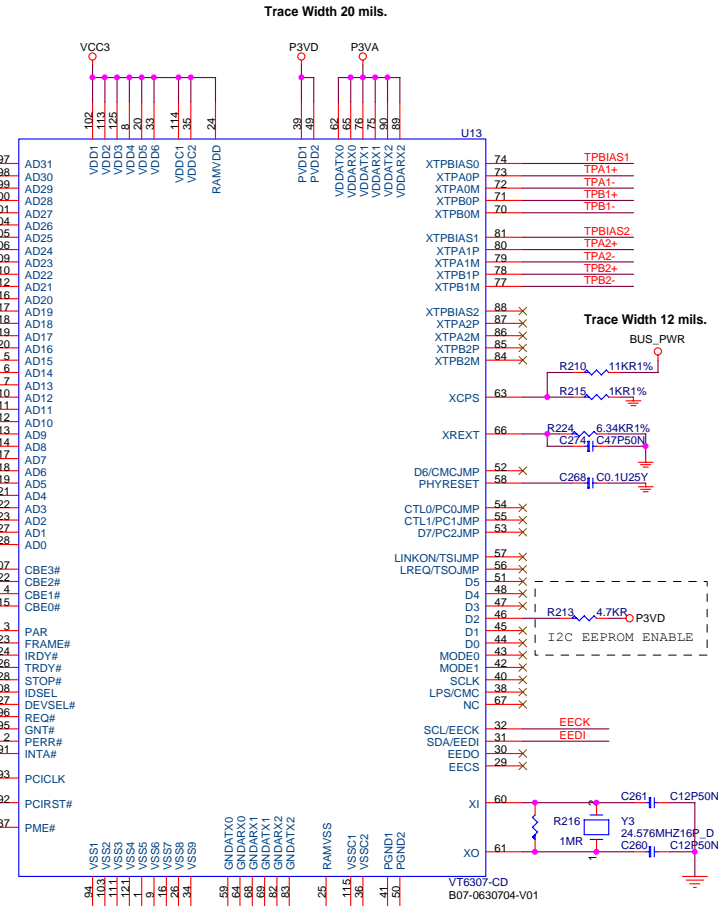 Trace Width 20 mils.
VCC3 P3VD P3VA
102 113 125 8 20 33 114 35 24 39 49 62 65 76 75 90 89
U13
VDD1 VDD2 VDD3 VDD4 VDD5 VDD6 VDDC1 VDDC2 RAMVDD PVDD1 PVDD2 VDDATX0 VDDARX0 VDDATX1 VDDARX1 VDDATX2 VDDARX2
AD31
AD30
AD29
AD28
AD27
AD26
AD25
AD24
AD23
AD22
AD21
AD20
AD19
AD18
AD17
AD16
AD15
AD14
AD13
AD12
AD11
AD10
AD9
AD8
AD7
AD6
AD5
AD4
AD3
AD2
AD1
AD0
CBE3#
CBE2#
4 CBE1#
CBE0#
3 PAR
FRAME#
IRDY#
TRDY#
STOP#
IDSEL
DEVSEL#
REQ#
GNT#
2 PERR#
INTA#
PCICLK
PCIRST#
PME#
XTPBIAS0 74 TPBIAS1
XTPA0P 73 TPA1+
XTPA0M 72 TPA1-
XTPB0P 71 TPB1+
XTPB0M 70 TPB1-
XTPBIAS1 81 TPBIAS2
XTPA1P 80 TPA2+
XTPA1M 79 TPA2-
XTPB1P 78 TPB2+
XTPB1M 77 TPB2-
XTPBIAS2 88
XTPA2P 87
XTPA2M 86
XTPB2P 85
XTPB2M 84
Trace Width 12 mils.
BUS_PWR
R210 11KR1%
XCPS 63 R215 1KR1%
XREXT 66 R224 6.34KR1%
C274 C47P50N
D6/CMCJMP 52
PHYRESET 58 C268 C0.1U25Y
CTL0/PC0JMP 54
CTL1/PC1JMP 55
D7/PC2JMP 53
LINKON/TSIJMP 57
LREQ/TSOJMP 56
D5 51
D4 48
D3 47
D2 46 R213 4.7KR P3VD
D1 45
D0 44
I2C EEPROM ENABLE
MODE0 43
MODE1 42
SCLK 40
LPS/CMC 38
NC 67
SCL/EECK 32 EECK
SDA/EEDI 31 EEDI
EEDO 30
EECS 29
XI 60 C261 C12P50N
R216 1MR
2 Y3 1
24.576MHZ16P_D
XO 61 C260 C12P50N
VSS1 VSS2 VSS3 VSS4 VSS5 VSS6 VSS7 VSS8 VSS9 GNDATX0 GNDARX0 GNDARX1 GNDATX1 GNDARX2 GNDATX2 RAMVSS VSSC1 VSSC2 PGND1 PGND2
94 103 111 121 1 9 16 26 34 59 64 68 69 82 83 25 115 36 41 50
VT6307-CD
B07-0630704-V01